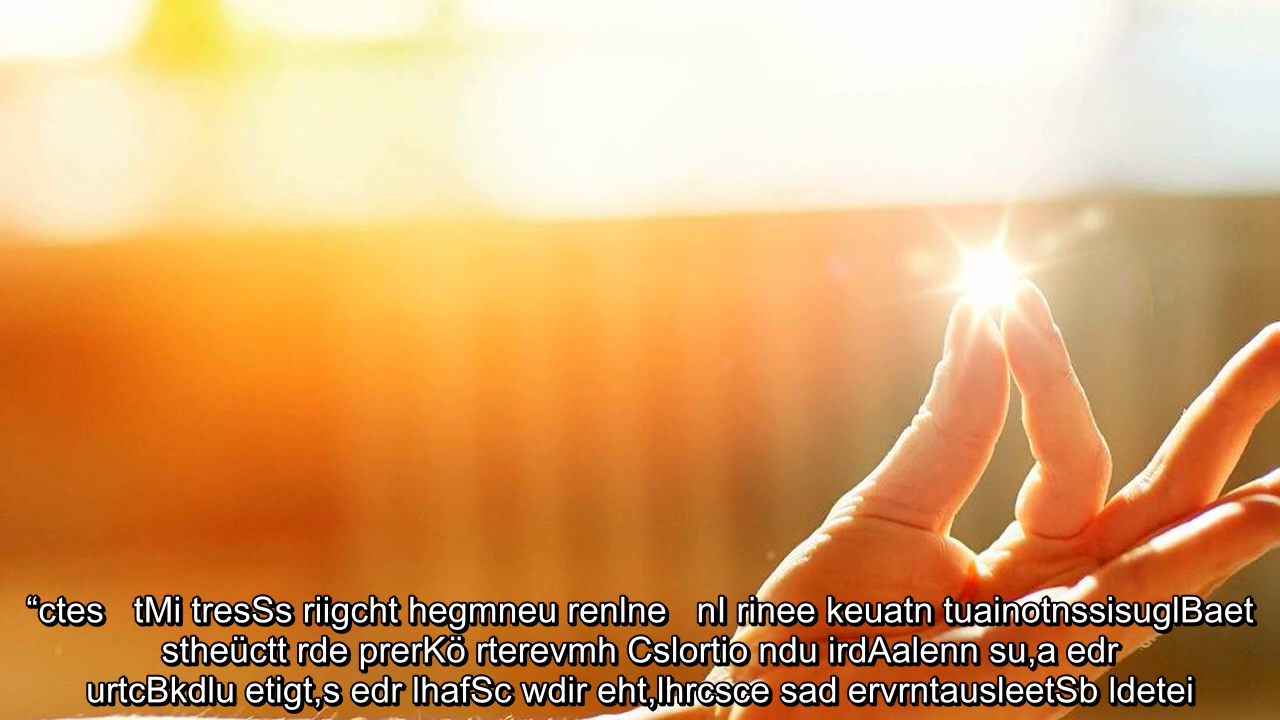 “ctes tMi tresSs riigcht hegmneu renlne nl rinee keuatn tuainotnssisuglBaet
stheüctt rde prerKö rterevmh Cslortio ndu irdAalenn su,a edr
urtcBkdlu etigt,s edr lhafSc wdir eht,lhrcsce sad ervrntausleetSb ldetei